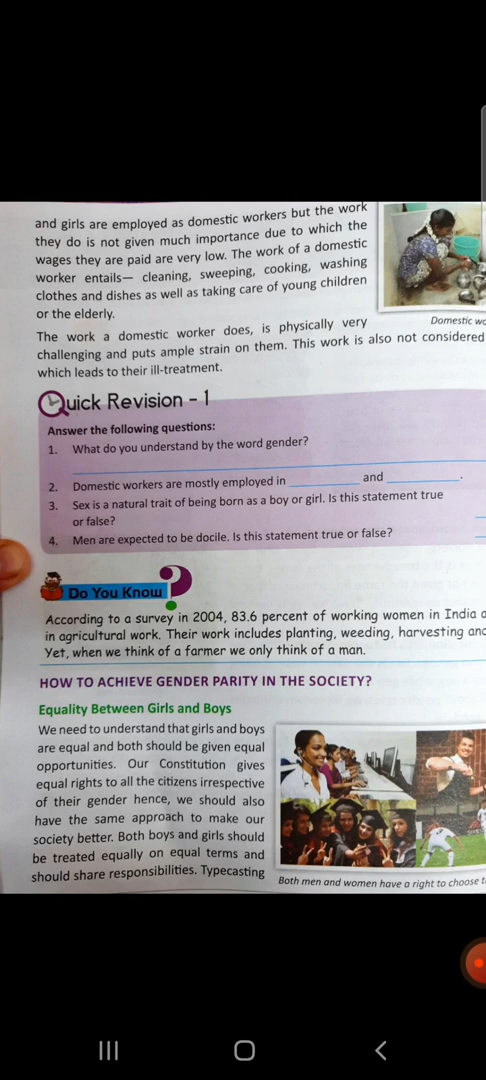 and girls are employed as domestic workers but the work
they do is not given much importance due to which the
wages they are paid are very low. The work of a domestic
worker entails— cleaning, sweeping, cooking, washing
clothes and dishes as well as taking care of young children
or the elderly.
Domestic
The work a domestic worker does, is physically very
challenging and puts ample strain on them. This work is also not considered
which leads to their ill-treatment.
Quick Revision - 1
Answer the following questions:
1. What do you understand by the word gender?
2. Domestic workers are mostly employed in ____________ and ____________.
3. Sex is a natural trait of being born as a boy or girl. Is this statement true
or false?
4. Men are expected to be docile. Is this statement true or false?
Do You Know ?
According to a survey in 2004, 83.6 percent of working women in India
in agricultural work. Their work includes planting, weeding, harvesting and
Yet, when we think of a farmer we only think of a man.
HOW TO ACHIEVE GENDER PARITY IN THE SOCIETY?
Equality Between Girls and Boys
We need to understand that girls and boys
are equal and both should be given equal
opportunities. Our Constitution gives
equal rights to all the citizens irrespective
of their gender hence, we should also
have the same approach to make our
society better. Both boys and girls should
be treated equally on equal terms and
should share responsibilities. Typecasting
Both men and women have a right to choose